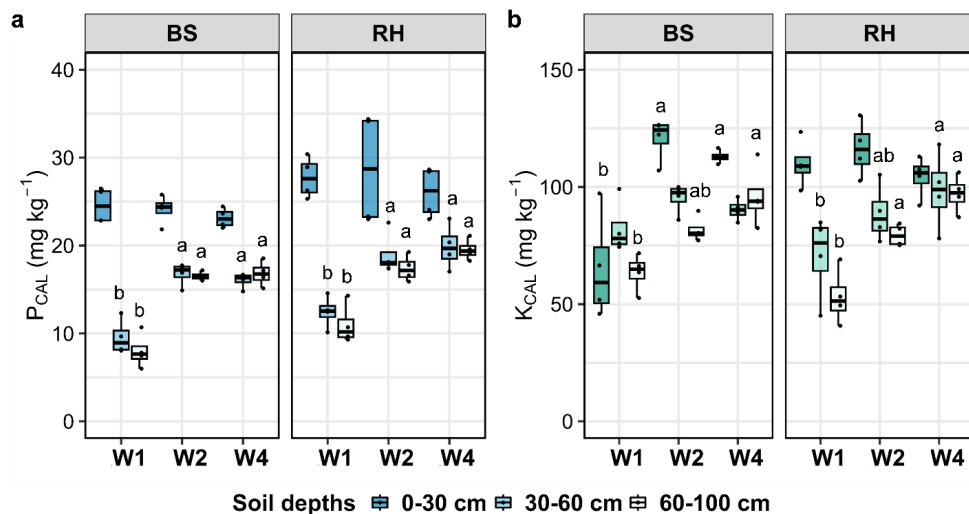 a
BS
RH
P_CAL (mg kg⁻¹)
40
30
20
10
0
b
b
a
a
a
a
b
b
a
a
a
a
W1
W2
W4
W1
W2
W4
b
BS
RH
K_CAL (mg kg⁻¹)
150
100
50
0
b
b
a
ab
a
a
b
b
ab
a
a
a
W1
W2
W4
W1
W2
W4
Soil depths 0-30 cm 30-60 cm 60-100 cm